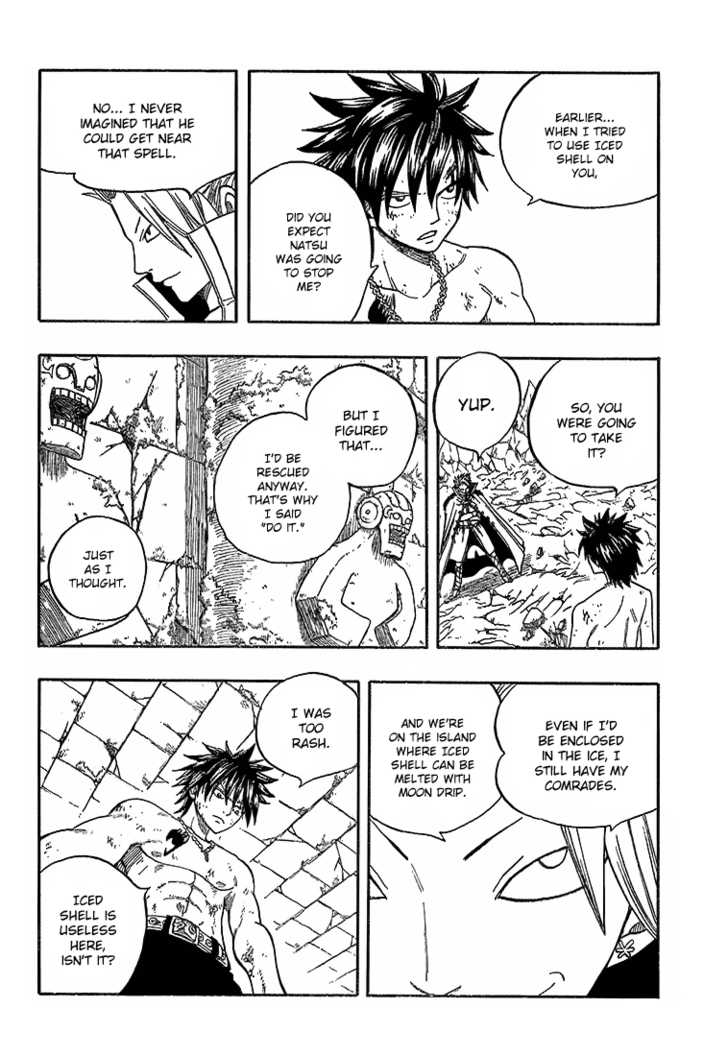 EARLIER...
WHEN I TRIED
TO USE ICED
SHELL ON
YOU,
DID YOU
EXPECT
NATSU
WAS GOING
TO STOP
ME?
NO... I NEVER
IMAGINED THAT HE
COULD GET NEAR
THAT SPELL.
SO, YOU
WERE GOING
TO TAKE
IT?
YUP.
BUT I
FIGURED
THAT...
I'D BE
RESCUED
ANYWAY.
THAT'S WHY
I SAID
"DO IT."
JUST
AS I
THOUGHT.
EVEN IF I'D
BE ENCLOSED
IN THE ICE, I
STILL HAVE MY
COMRADES.
AND WE'RE
ON THE ISLAND
WHERE ICED
SHELL CAN BE
MELTED WITH
MOON DRIP.
I WAS
TOO
RASH.
ICED
SHELL IS
USELESS
HERE,
ISN'T IT?